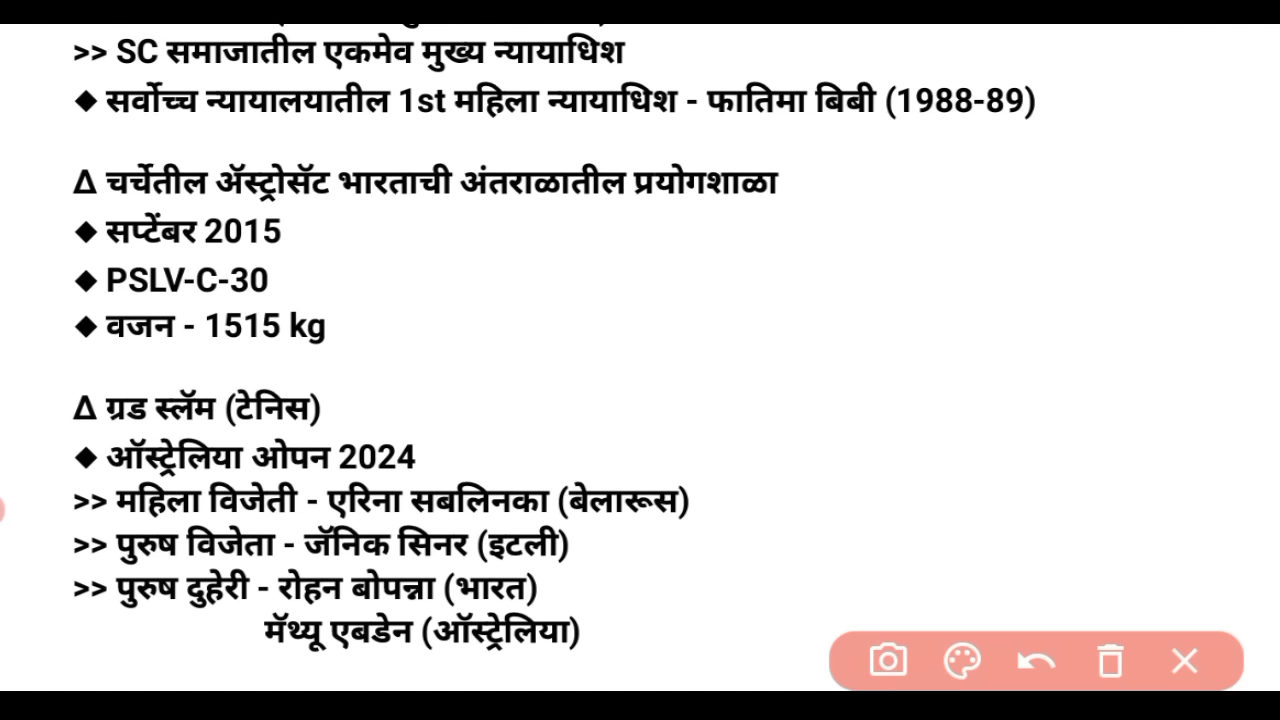 >> SC समाजातील एकमेव मुख्य न्यायाधिश
◆ सर्वोच्च न्यायालयातील 1st महिला न्यायाधिश - फातिमा बिबी (1988-89)
Δ चर्चेतील ॲस्ट्रोसॅट भारताची अंतराळातील प्रयोगशाळा
◆ सप्टेंबर 2015
◆ PSLV-C-30
◆ वजन - 1515 kg
Δ ग्रड स्लॅम (टेनिस)
◆ ऑस्ट्रेलिया ओपन 2024
>> महिला विजेती - एरिना सबलिनका (बेलारूस)
>> पुरुष विजेता - जॅनिक सिनर (इटली)
>> पुरुष दुहेरी - रोहन बोपन्ना (भारत)
मॅथ्यू एबडेन (ऑस्ट्रेलिया)